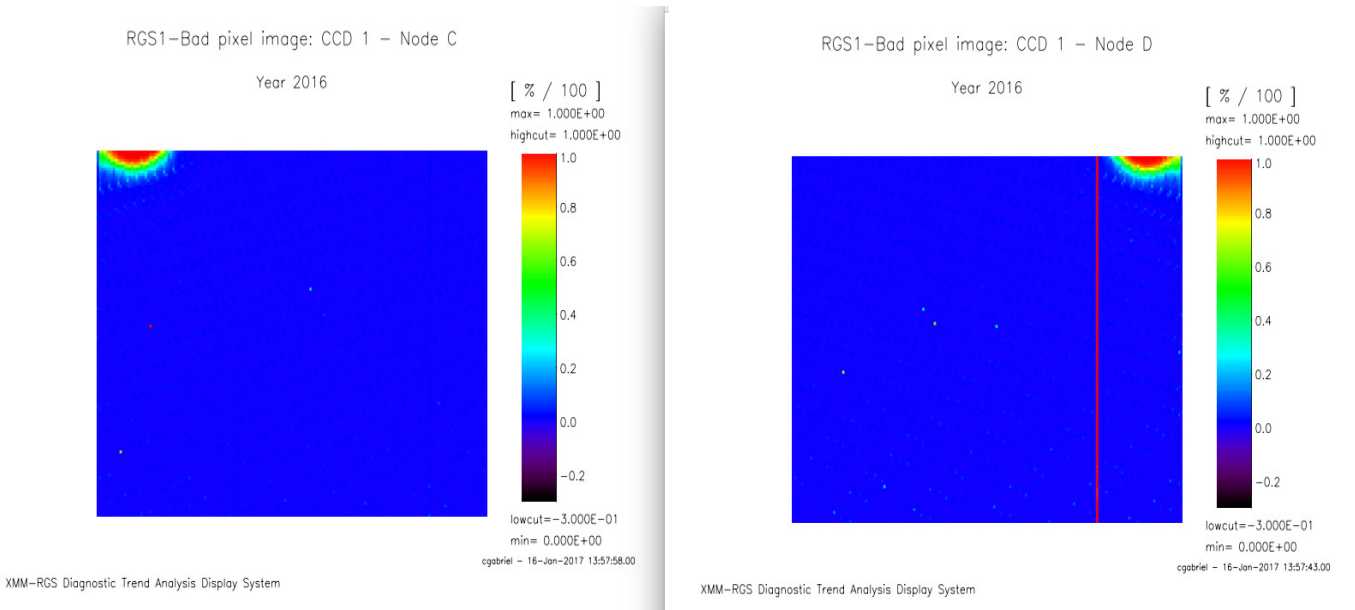 RGS1-Bad pixel image: CCD 1 - Node C
Year 2016
[ % / 100 ]
max= 1.000E+00
highcut= 1.000E+00
1.0
0.8
0.6
0.4
0.2
0.0
-0.2
lowcut=-3.000E-01
min= 0.000E+00
cgabriel - 16-Jan-2017 13:57:58.00
XMM-RGS Diagnostic Trend Analysis Display System
RGS1-Bad pixel image: CCD 1 - Node D
Year 2016
[ % / 100 ]
max= 1.000E+00
highcut= 1.000E+00
1.0
0.8
0.6
0.4
0.2
0.0
-0.2
lowcut=-3.000E-01
min= 0.000E+00
cgabriel - 16-Jan-2017 13:57:43.00
XMM-RGS Diagnostic Trend Analysis Display System